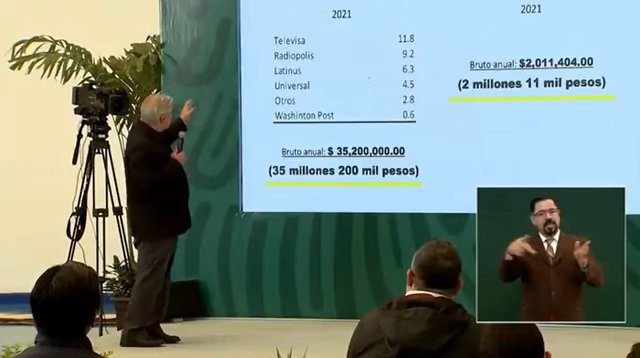 2021
Televisa 11.8
Radiopolis 9.2
Latinus 6.3
Universal 4.5
Otros 2.8
Washinton Post 0.6
Bruto anual: $ 35,200,000.00
(35 millones 200 mil pesos)
2021
Bruto anual: $2,011,404.00
(2 millones 11 mil pesos)